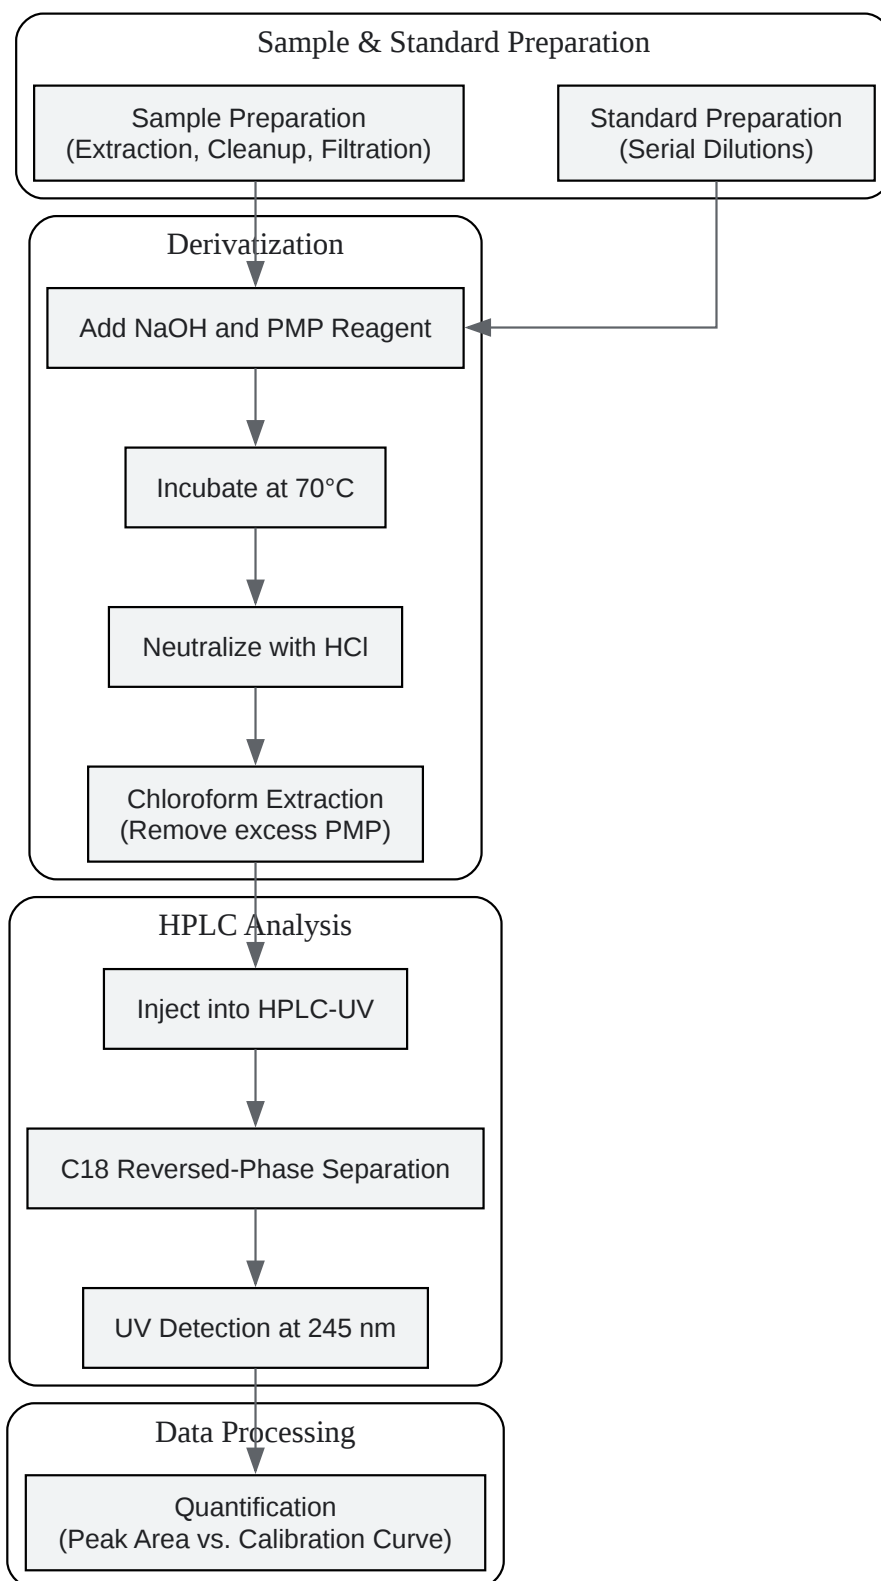 Sample & Standard Preparation
Sample Preparation
(Extraction, Cleanup, Filtration)
Standard Preparation
(Serial Dilutions)
Derivatization
Add NaOH and PMP Reagent
Incubate at 70°C
Neutralize with HCl
Chloroform Extraction
(Remove excess PMP)
HPLC Analysis
Inject into HPLC-UV
C18 Reversed-Phase Separation
UV Detection at 245 nm
Data Processing
Quantification
(Peak Area vs. Calibration Curve)